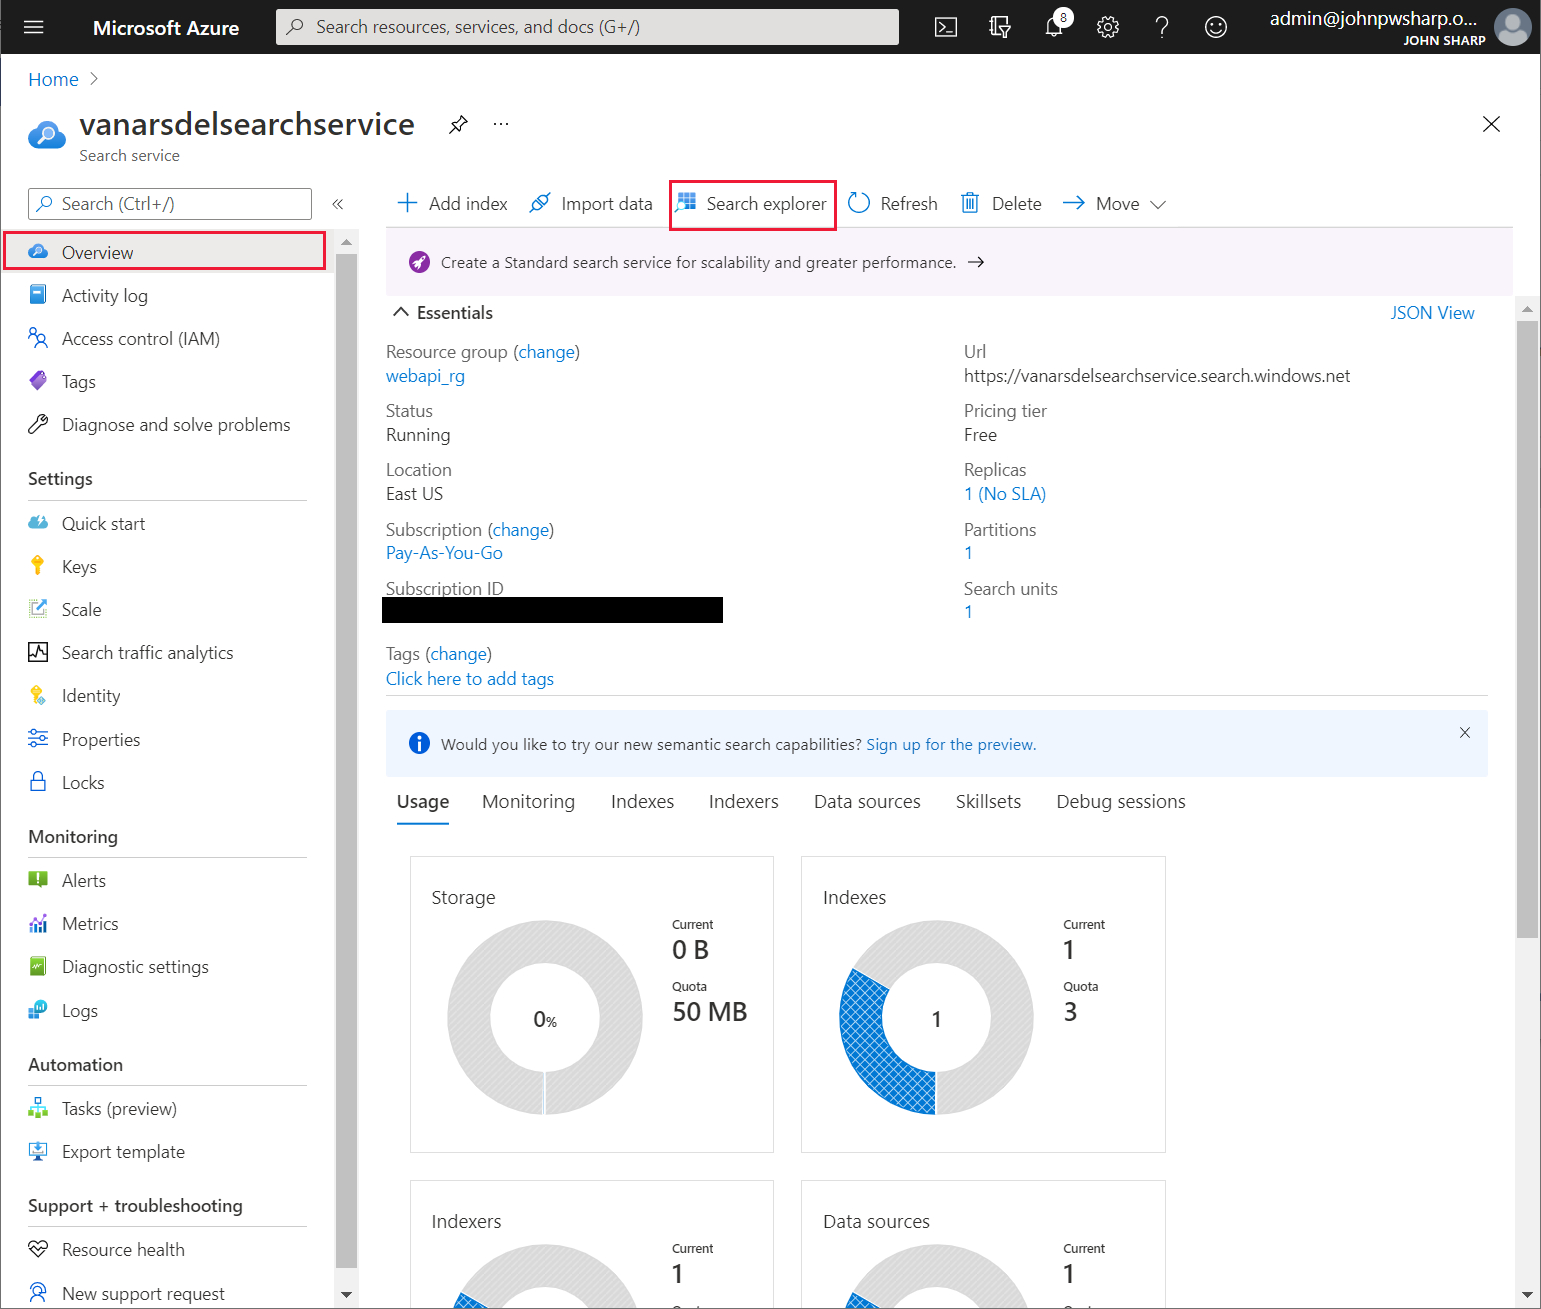 Microsoft Azure
Search resources, services, and docs (G+/)
8
admin@johnpwsharp.o...
JOHN SHARP
Home
vanarsdelsearchservice
...
Search service
Search (Ctrl+/)
«
Add index
Import data
Search explorer
Refresh
Delete
Move
Overview
Activity log
Access control (IAM)
Tags
Diagnose and solve problems
Settings
Quick start
Keys
Scale
Search traffic analytics
Identity
Properties
Locks
Monitoring
Alerts
Metrics
Diagnostic settings
Logs
Automation
Tasks (preview)
Export template
Support + troubleshooting
Resource health
New support request
Create a Standard search service for scalability and greater performance. →
Essentials
JSON View
Resource group (change)
webapi_rg
Status
Running
Location
East US
Subscription (change)
Pay-As-You-Go
Subscription ID
Tags (change)
Click here to add tags
Url
https://vanarsdelsearchservice.search.windows.net
Pricing tier
Free
Replicas
1 (No SLA)
Partitions
1
Search units
1
Would you like to try our new semantic search capabilities? Sign up for the preview.
Usage
Monitoring
Indexes
Indexers
Data sources
Skillsets
Debug sessions
Storage
0%
Current
0 B
Quota
50 MB
Indexes
1
Current
1
Quota
3
Indexers
Current
1
Data sources
Current
1